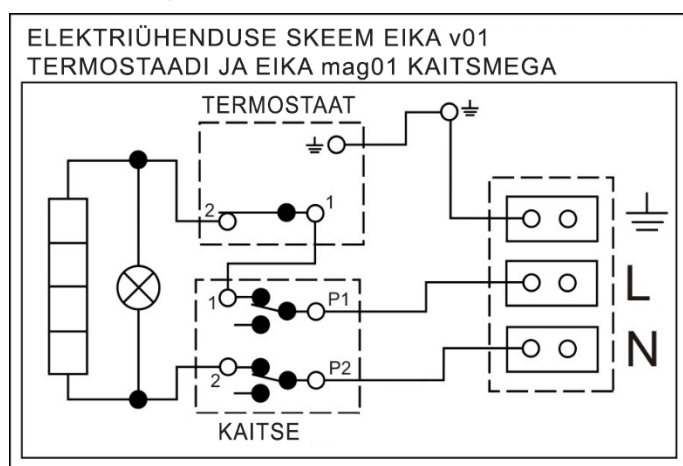 ELEKTRIÜHENDUSE SKEEM EIKA v01
TERMOSTAADI JA EIKA mag01 KAITSMEGA
TERMOSTAAT
2
1
1
P1
L
2
P2
N
KAITSE